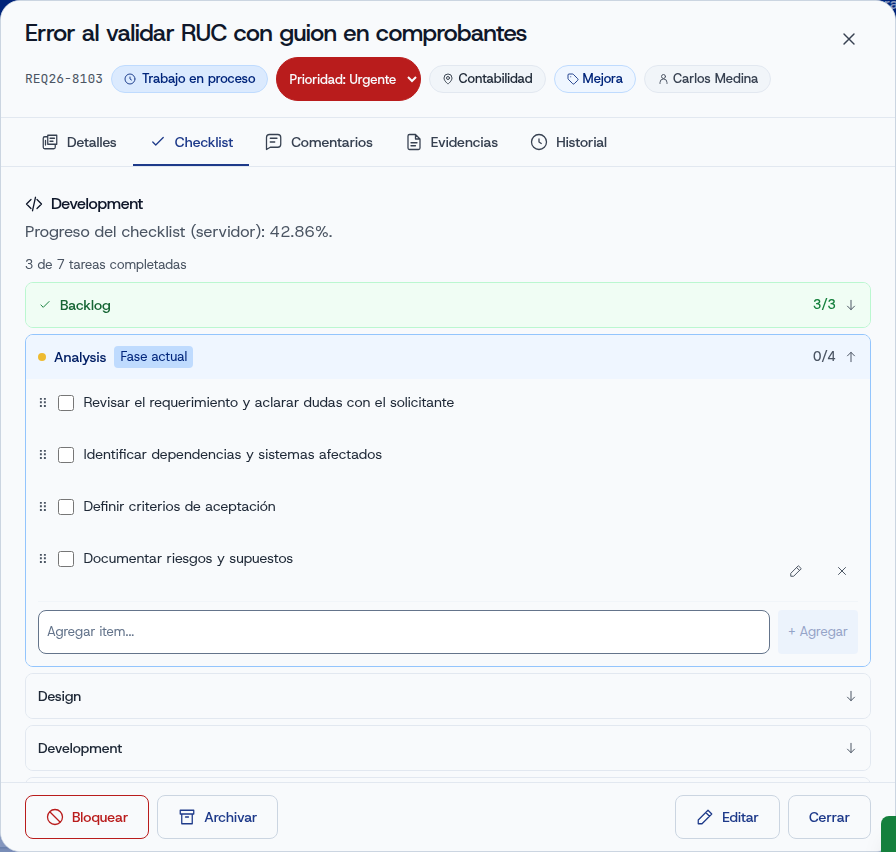 Error al validar RUC con guion en comprobantes
REQ26-8103 Trabajo en proceso Prioridad: Urgente Contabilidad Mejora Carlos Medina
Detalles Checklist Comentarios Evidencias Historial
Development
Progreso del checklist (servidor): 42.86%.
3 de 7 tareas completadas
Backlog 3/3
Analysis Fase actual 0/4
Revisar el requerimiento y aclarar dudas con el solicitante
Identificar dependencias y sistemas afectados
Definir criterios de aceptación
Documentar riesgos y supuestos
Agregar item... + Agregar
Design
Development
Bloquear Archivar Editar Cerrar